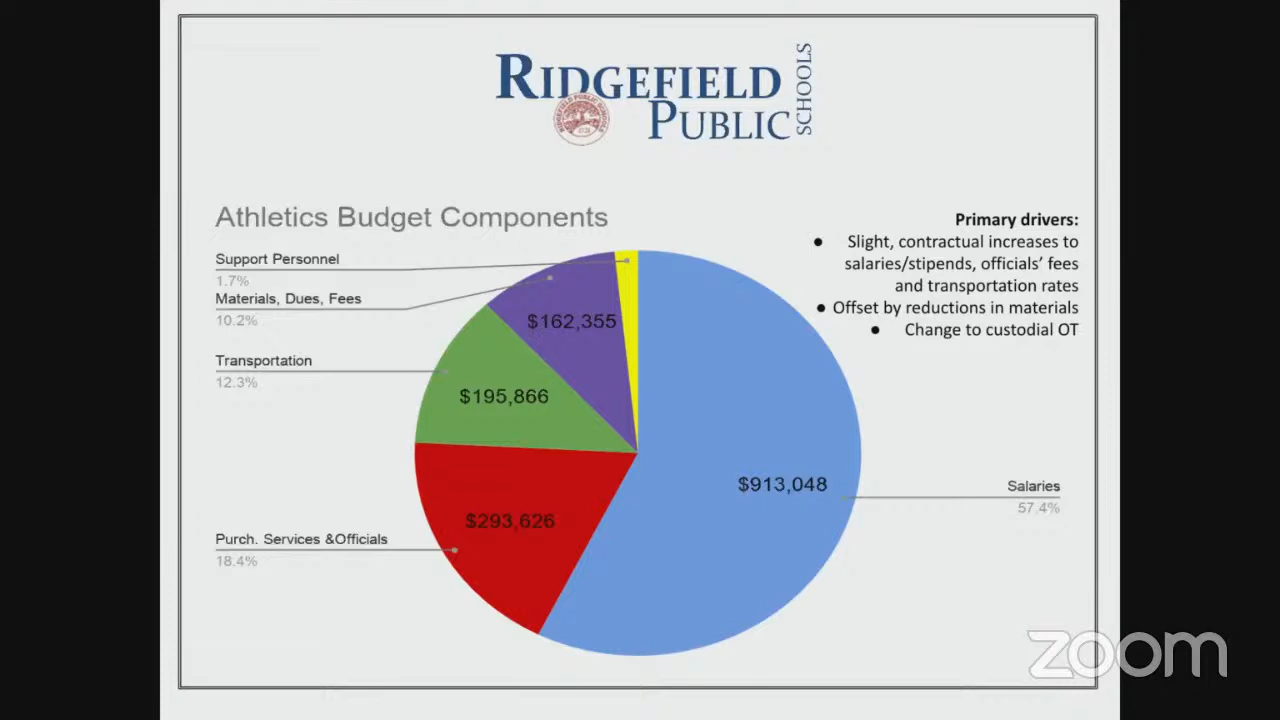 RIDGEFIELD
PUBLIC
SCHOOLS
Athletics Budget Components
Primary drivers:
● Slight, contractual increases to
salaries/stipends, officials’ fees
and transportation rates
● Offset by reductions in materials
● Change to custodial OT
Support Personnel
1.7%
Materials, Dues, Fees
10.2%
Transportation
12.3%
Purch. Services &Officials
18.4%
$162,355
$195,866
$293,626
$913,048
Salaries
57.4%
zoom